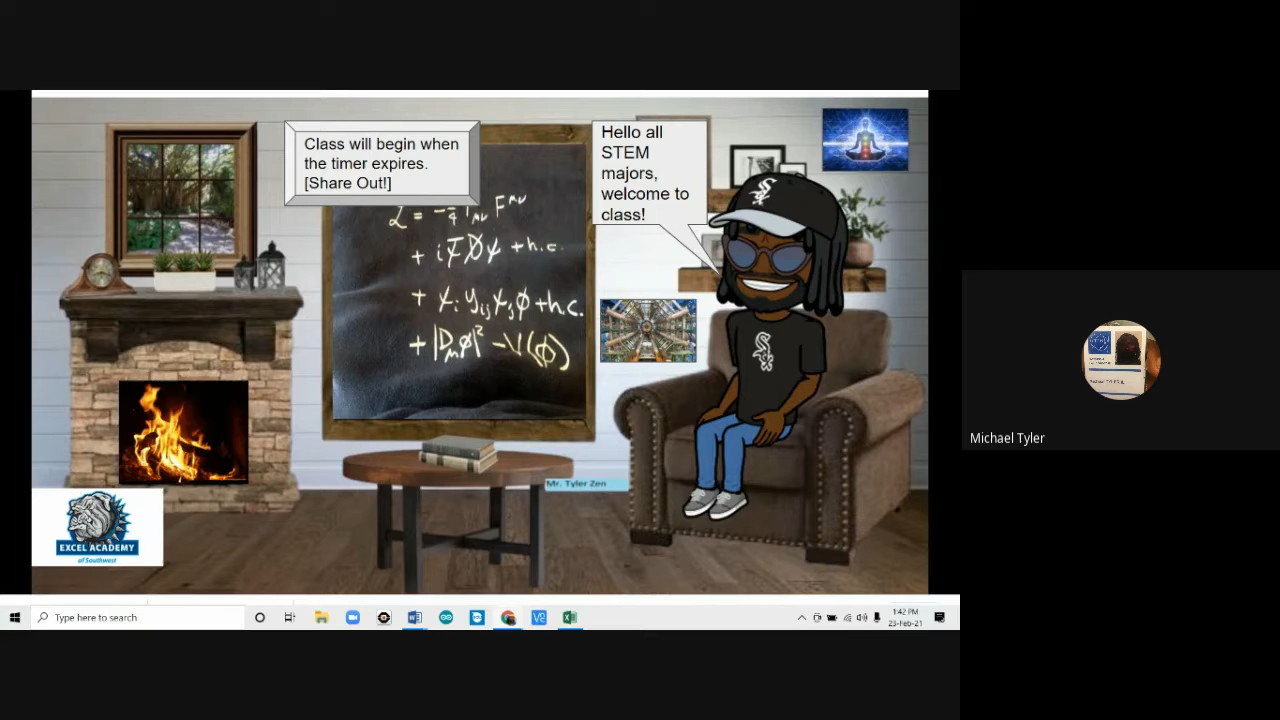 Class will begin when
the timer expires.
[Share Out!]
Hello all
STEM
majors,
welcome to
class!
+ h.c.
+ h.c.
Mr. Tyler Zen
EXCEL ACADEMY
of Southwest
Michael Tyler
Type here to search
1:42 PM
23-Feb-21